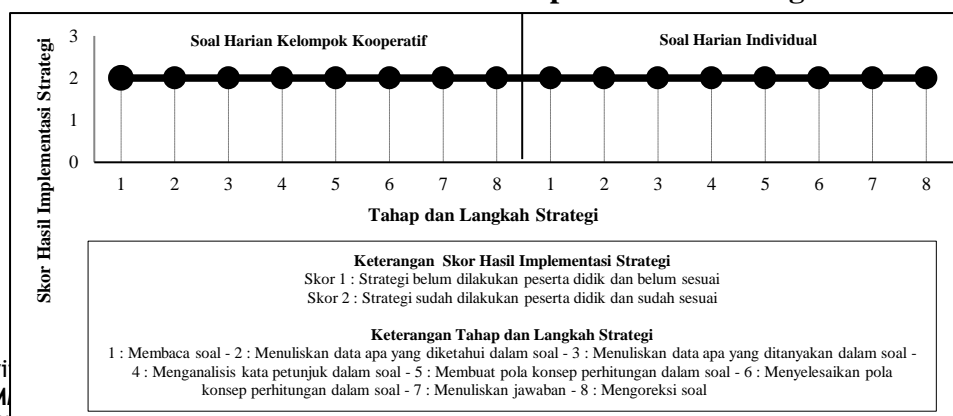 3
Soal Harian Kelompok Kooperatif
Soal Harian Individual
2
1
0
1 2 3 4 5 6 7 8 1 2 3 4 5 6 7 8
Skor Hasil Implementasi Strategi
Tahap dan Langkah Strategi
Keterangan Skor Hasil Implementasi Strategi
Skor 1 : Strategi belum dilakukan peserta didik dan belum sesuai
Skor 2 : Strategi sudah dilakukan peserta didik dan sudah sesuai
Keterangan Tahap dan Langkah Strategi
1 : Membaca soal - 2 : Menuliskan data apa yang diketahui dalam soal - 3 : Menuliskan data apa yang ditanyakan dalam soal -
4 : Menganalisis kata petunjuk dalam soal - 5 : Membuat pola konsep perhitungan dalam soal - 6 : Menyelesaikan pola
konsep perhitungan dalam soal - 7 : Menuliskan jawaban - 8 : Mengoreksi soal